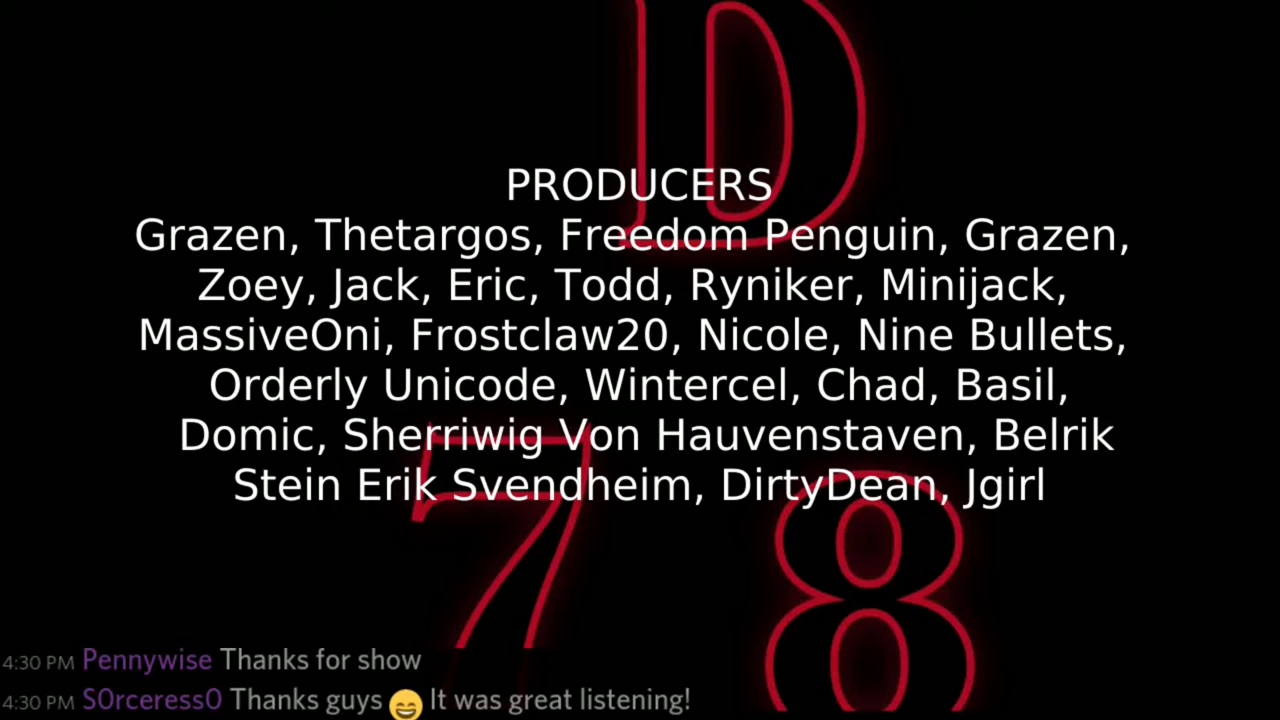 D
PRODUCERS
Grazen, Thetargos, Freedom Penguin, Grazen,
Zoey, Jack, Eric, Todd, Ryniker, Minijack,
MassiveOni, Frostclaw20, Nicole, Nine Bullets,
Orderly Unicode, Wintercel, Chad, Basil,
Domic, Sherriwig Von Hauvenstaven, Belrik
Stein Erik Svendheim, DirtyDean, Jgirl
7 8
4:30 PM Pennywise Thanks for show
4:30 PM S0rceress0 Thanks guys 😄 It was great listening!